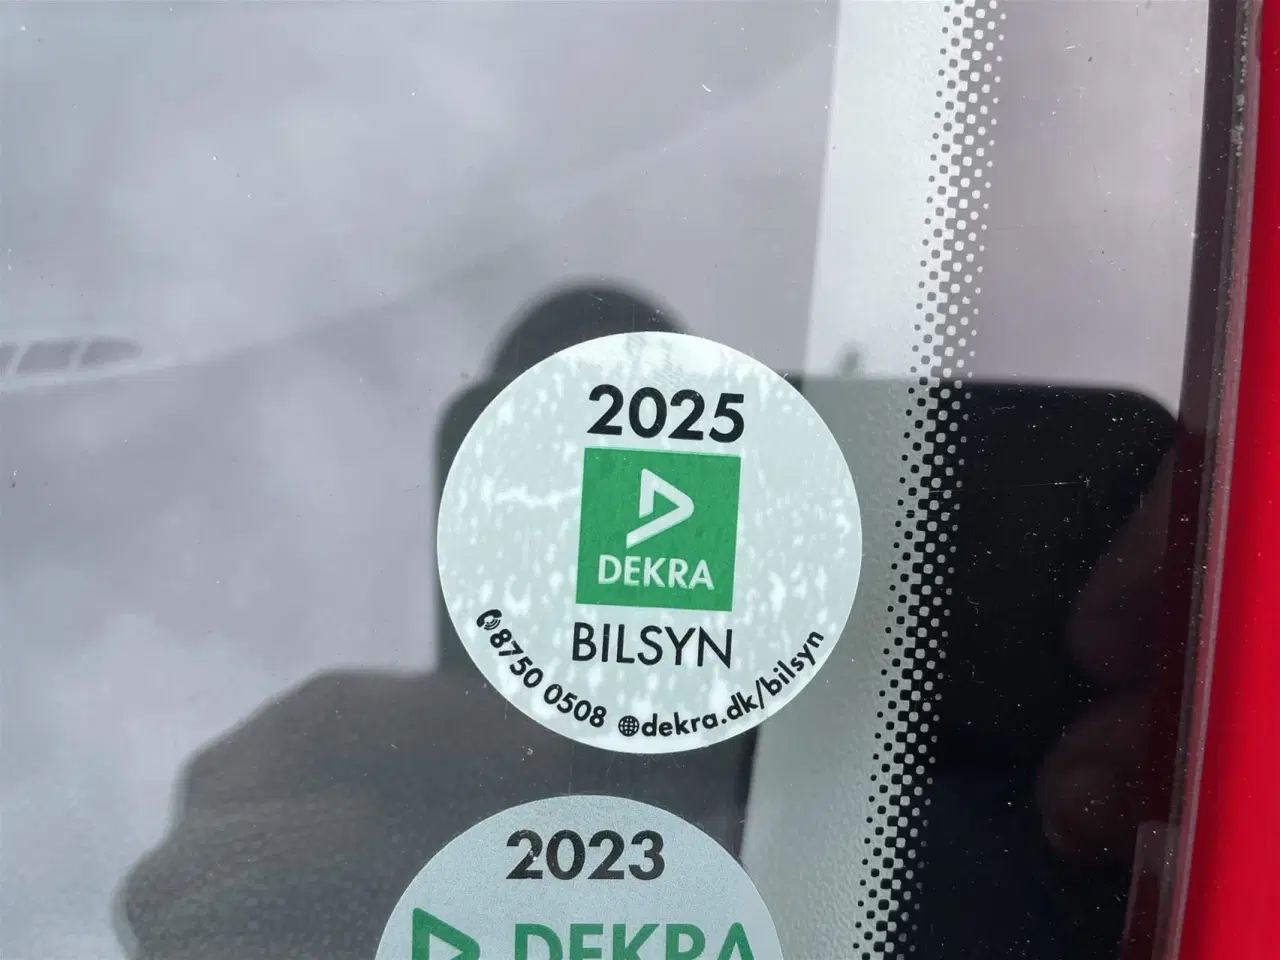 2025
DEKRA
BILSYN
8750 0508 dekra.dk/bilsyn
2023
DEKRA